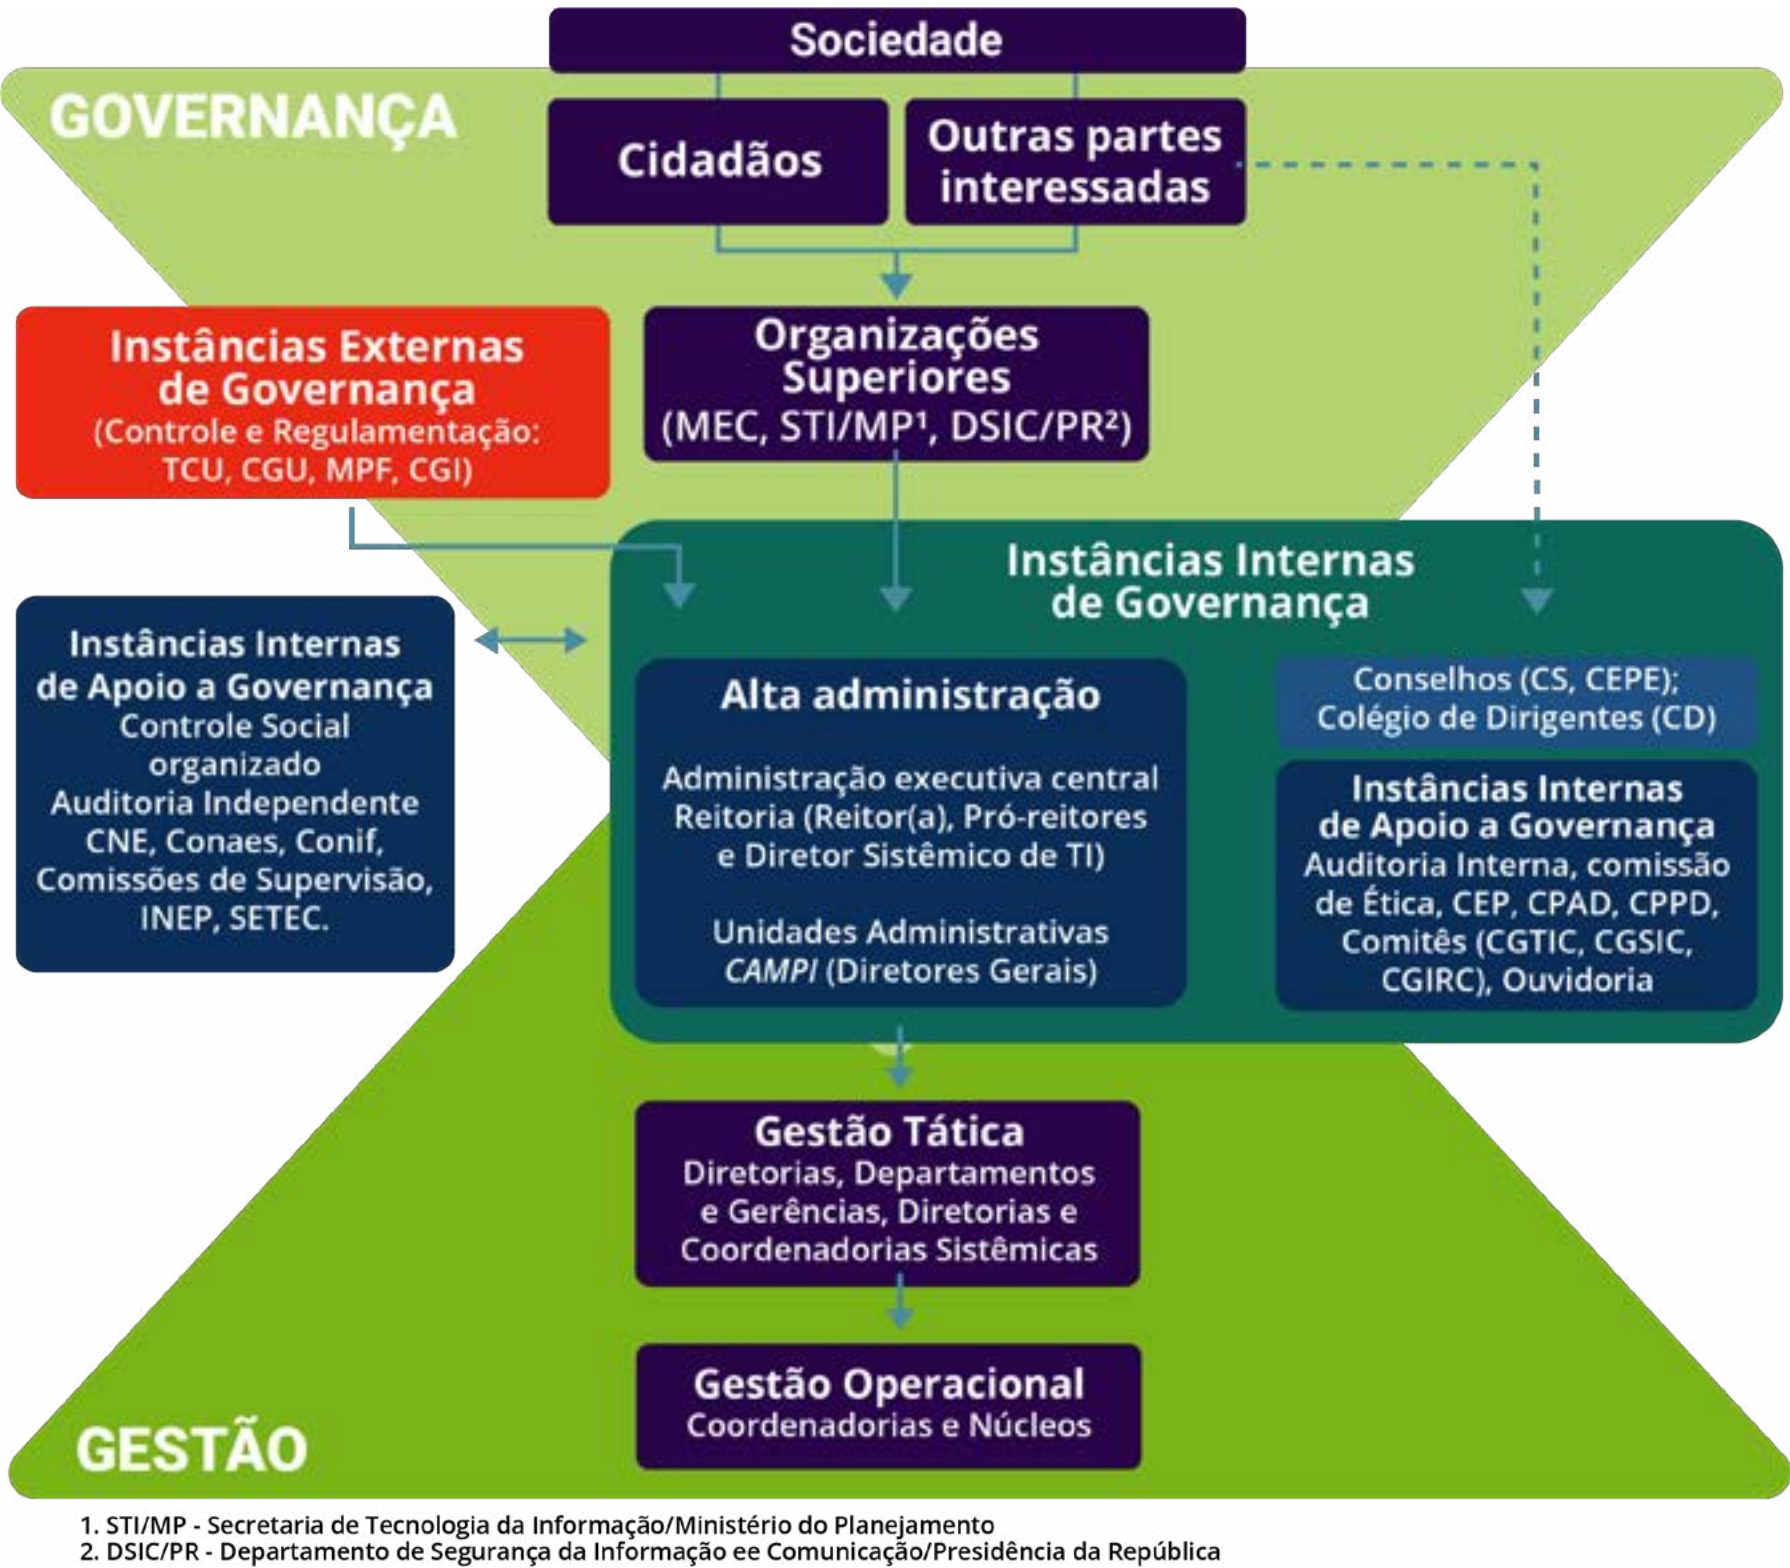 Sociedade
GOVERNANÇA
Cidadãos
Outras partes
interessadas
Instâncias Externas
de Governança
(Controle e Regulamentação:
TCU, CGU, MPF, CGI)
Organizações
Superiores
(MEC, STI/MP¹, DSIC/PR²)
Instâncias Internas
de Governança
Instâncias Internas
de Apoio a Governança
Controle Social
organizado
Auditoria Independente
CNE, Conaes, Conif,
Comissões de Supervisão,
INEP, SETEC.
Alta administração
Administração executiva central
Reitoria (Reitor(a), Pró-reitores
e Diretor Sistêmico de TI)
Unidades Administrativas
CAMPI (Diretores Gerais)
Conselhos (CS, CEPE);
Colégio de Dirigentes (CD)
Instâncias Internas
de Apoio a Governança
Auditoria Interna, comissão
de Ética, CEP, CPAD, CPPD,
Comitês (CGTIC, CGSIC,
CGIRC), Ouvidoria
Gestão Tática
Diretorias, Departamentos
e Gerências, Diretorias e
Coordenadorias Sistêmicas
Gestão Operacional
Coordenadorias e Núcleos
GESTÃO
1. STI/MP - Secretaria de Tecnologia da Informação/Ministério do Planejamento
2. DSIC/PR - Departamento de Segurança da Informação ee Comunicação/Presidência da República